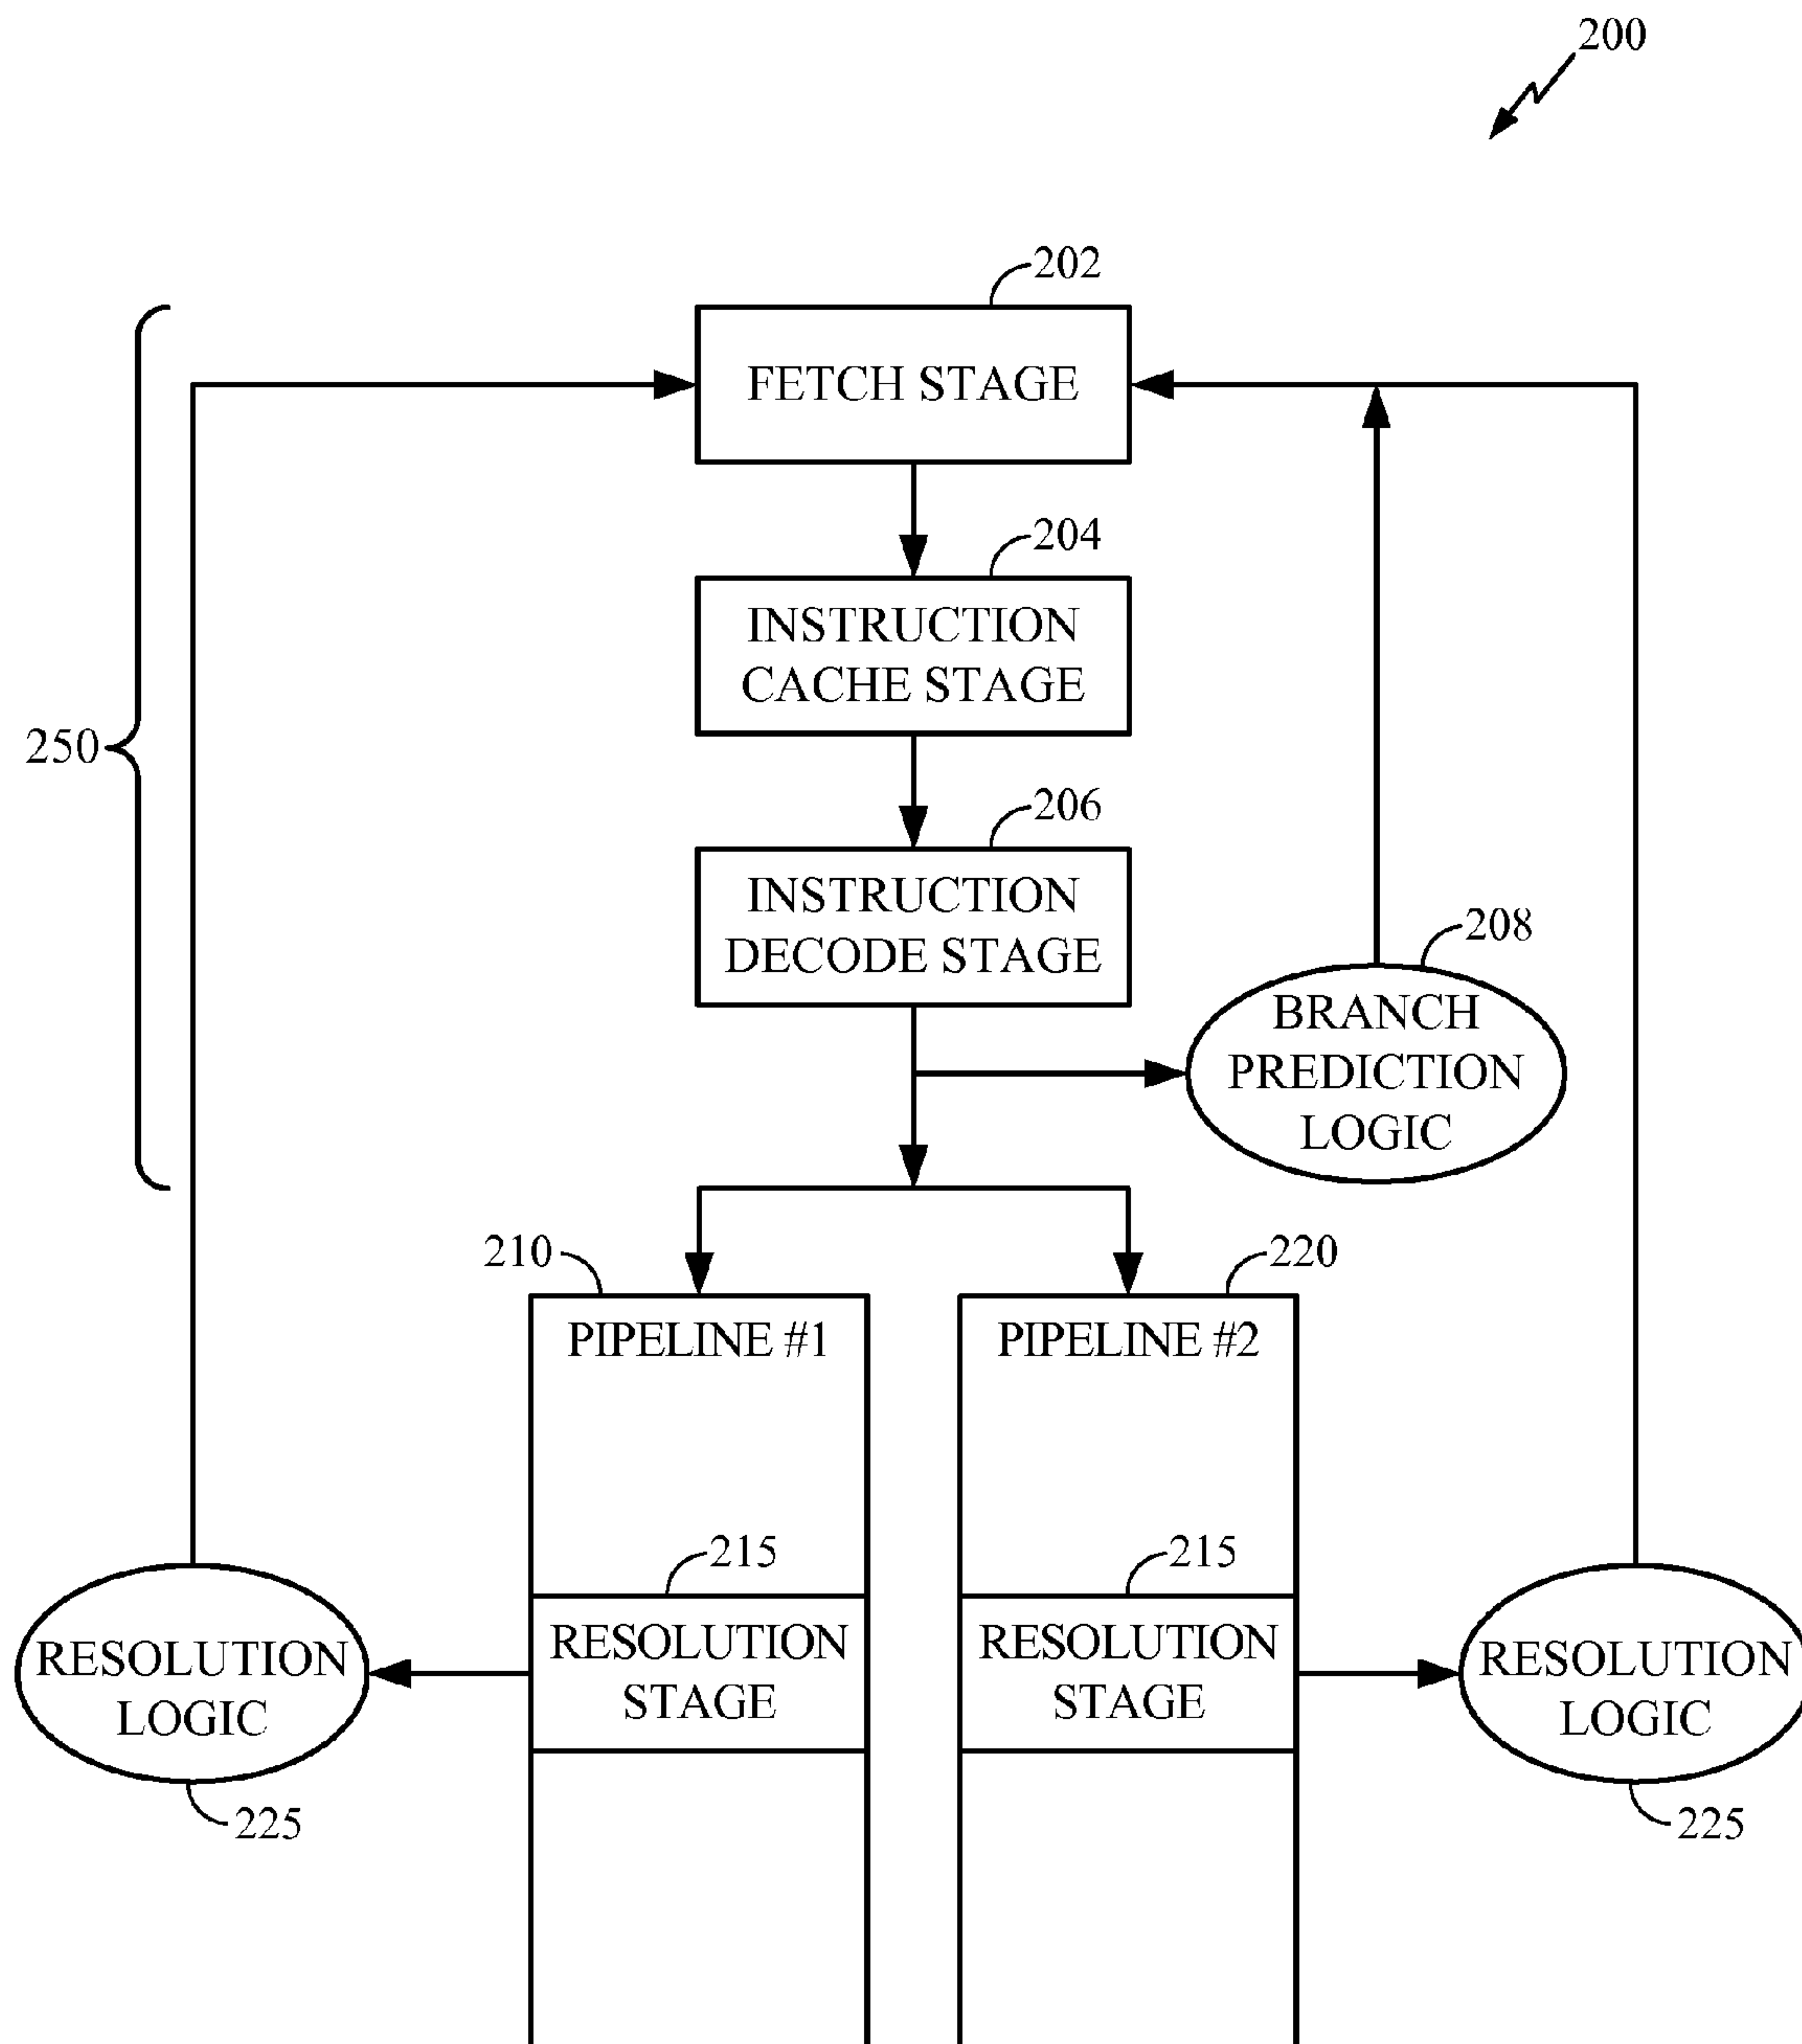 200
202
FETCH STAGE
204
INSTRUCTION
CACHE STAGE
250
206
INSTRUCTION
DECODE STAGE
208
BRANCH
PREDICTION
LOGIC
210
220
PIPELINE #1
PIPELINE #2
215
215
RESOLUTION
LOGIC
RESOLUTION
STAGE
RESOLUTION
STAGE
RESOLUTION
LOGIC
225
225